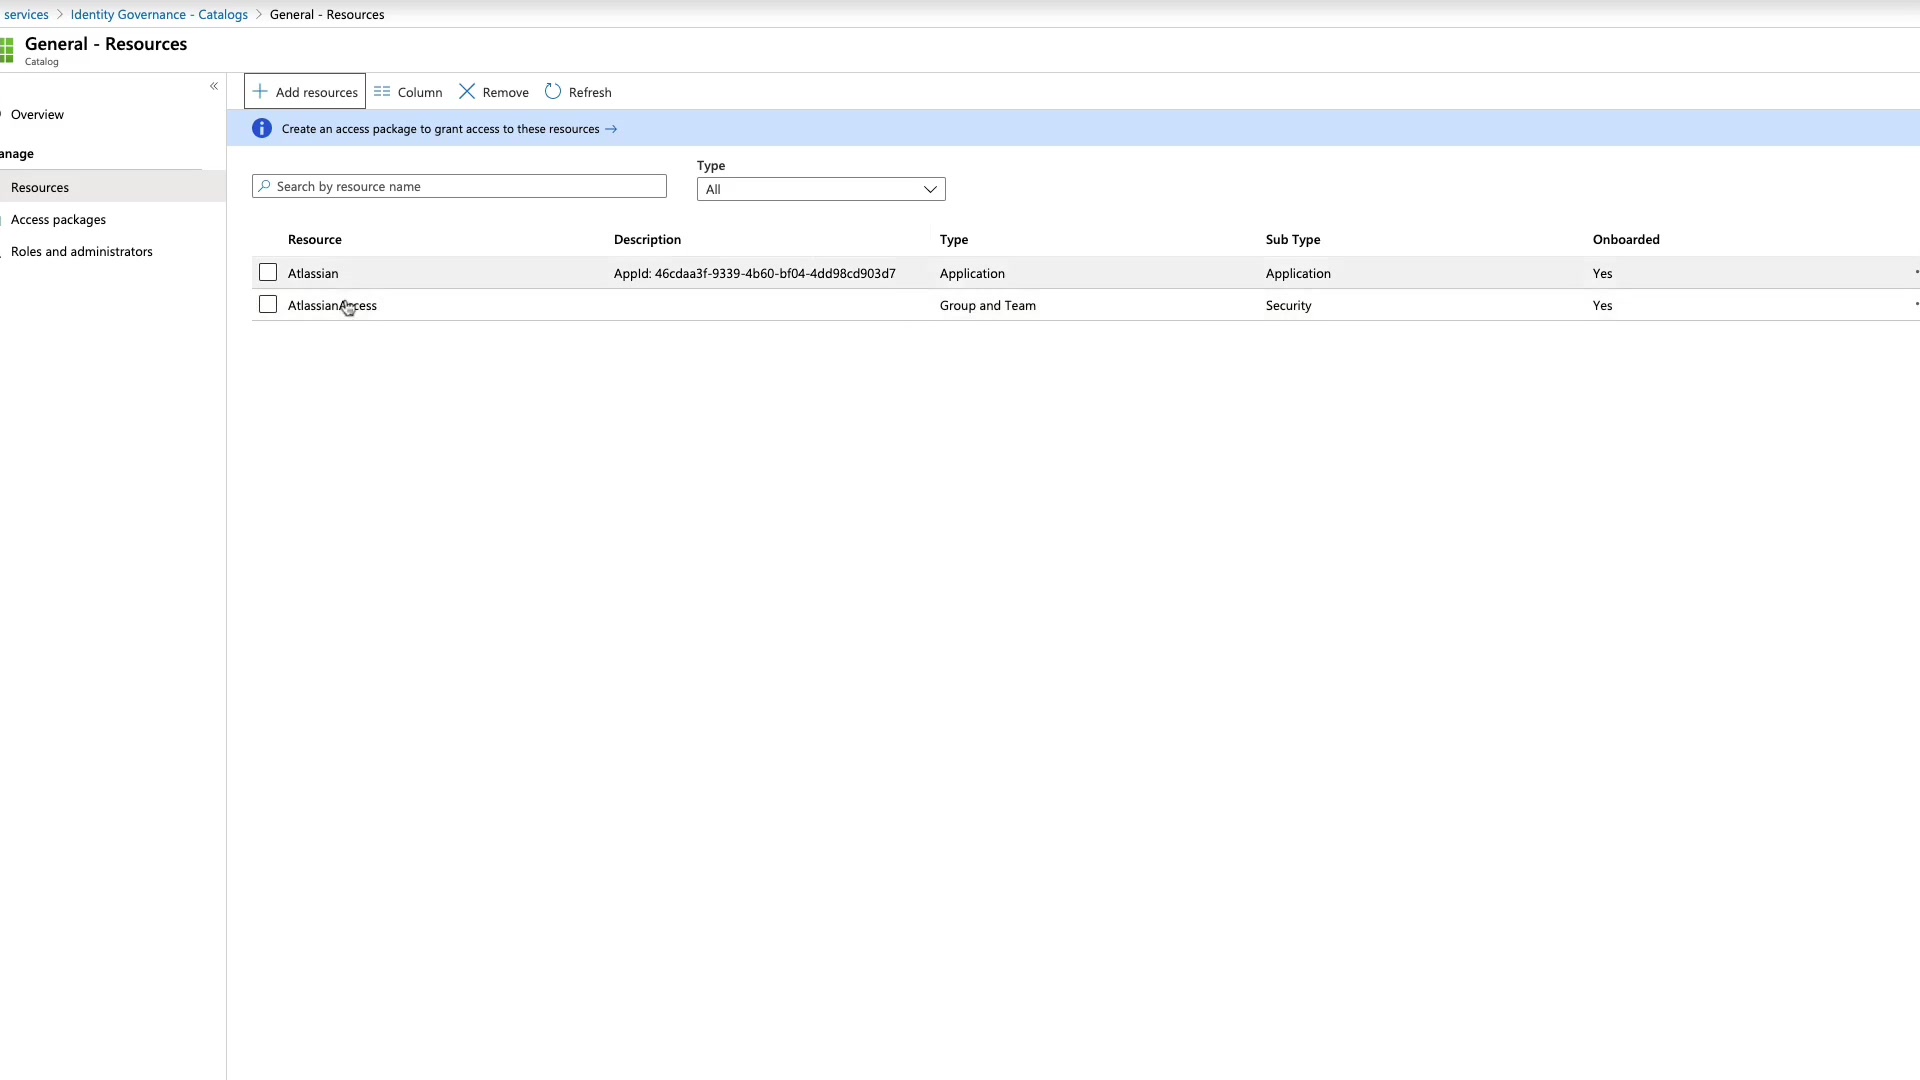 services > Identity Governance - Catalogs > General - Resources
General - Resources
Catalog
«
Add resources Column Remove Refresh
Overview
Create an access package to grant access to these resources →
anage
Type
Resources
Search by resource name All
Access packages
Roles and administrators
Resource Description Type Sub Type Onboarded
Atlassian AppId: 46cdaa3f-9339-4b60-bf04-4dd98cd903d7 Application Application Yes
AtlassianAccess Group and Team Security Yes